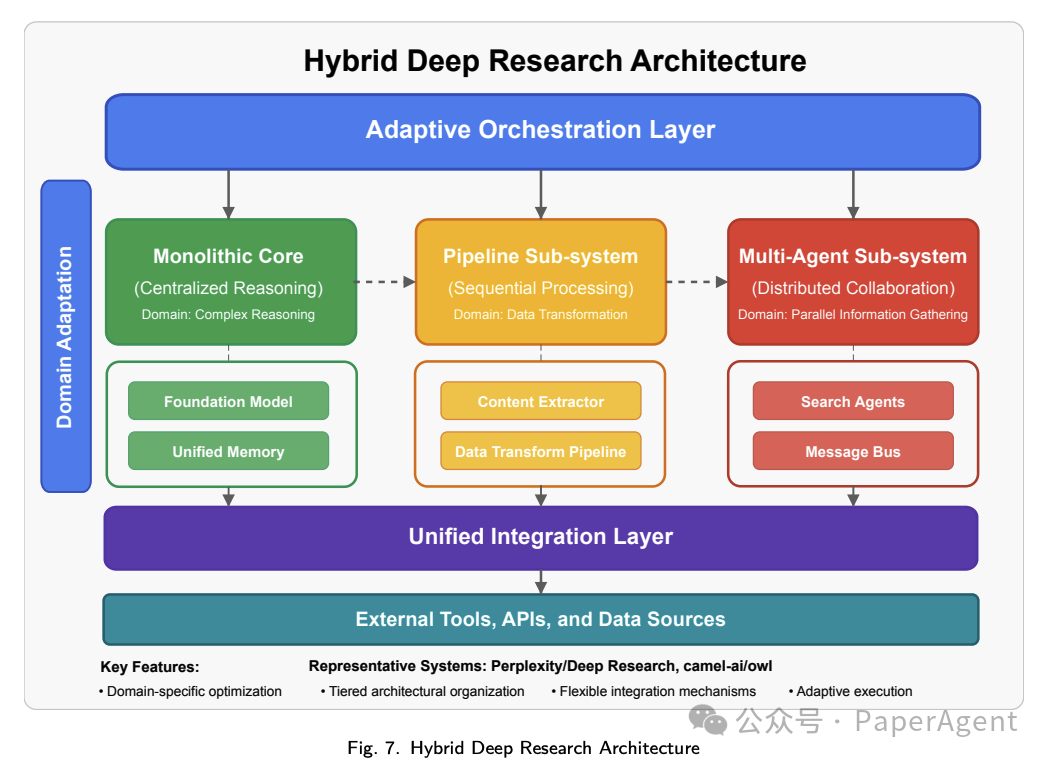 Hybrid Deep Research Architecture
Adaptive Orchestration Layer
Domain Adaptation
Monolithic Core
(Centralized Reasoning)
Domain: Complex Reasoning
Pipeline Sub-system
(Sequential Processing)
Domain: Data Transformation
Multi-Agent Sub-system
(Distributed Collaboration)
Domain: Parallel Information Gathering
Foundation Model
Unified Memory
Content Extractor
Data Transform Pipeline
Search Agents
Message Bus
Unified Integration Layer
External Tools, APIs, and Data Sources
Key Features:
Representative Systems: Perplexity/Deep Research, camel-ai/owl
• Domain-specific optimization
• Tiered architectural organization
• Flexible integration mechanisms
• Adaptive execution
公众号 · PaperAgent
Fig. 7. Hybrid Deep Research Architecture